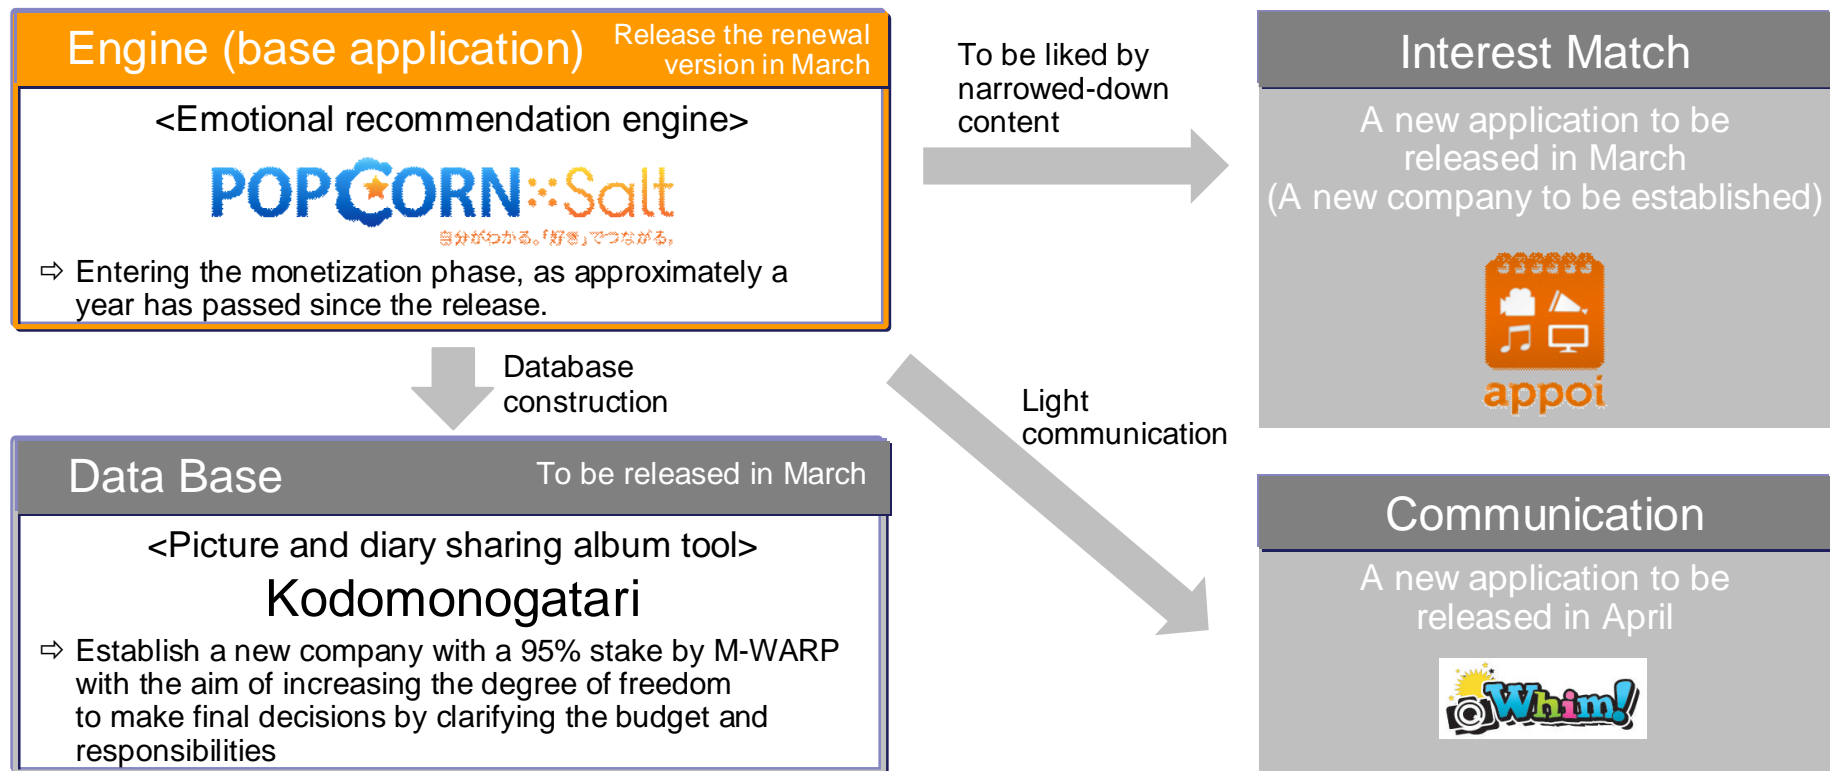 Engine (base application)
Release the renewal
version in March
<Emotional recommendation engine>
POPCORN Salt
自分がわかる。「好き」でつながる。
⇨ Entering the monetization phase, as approximately a
year has passed since the release.
To be liked by
narrowed-down
content
Interest Match
A new application to be
released in March
(A new company to be established)
appoi
Database
construction
Light
communication
Data Base
To be released in March
<Picture and diary sharing album tool>
Kodomonogatari
⇨ Establish a new company with a 95% stake by M-WARP
with the aim of increasing the degree of freedom
to make final decisions by clarifying the budget and
responsibilities
Communication
A new application to be
released in April
Whim!